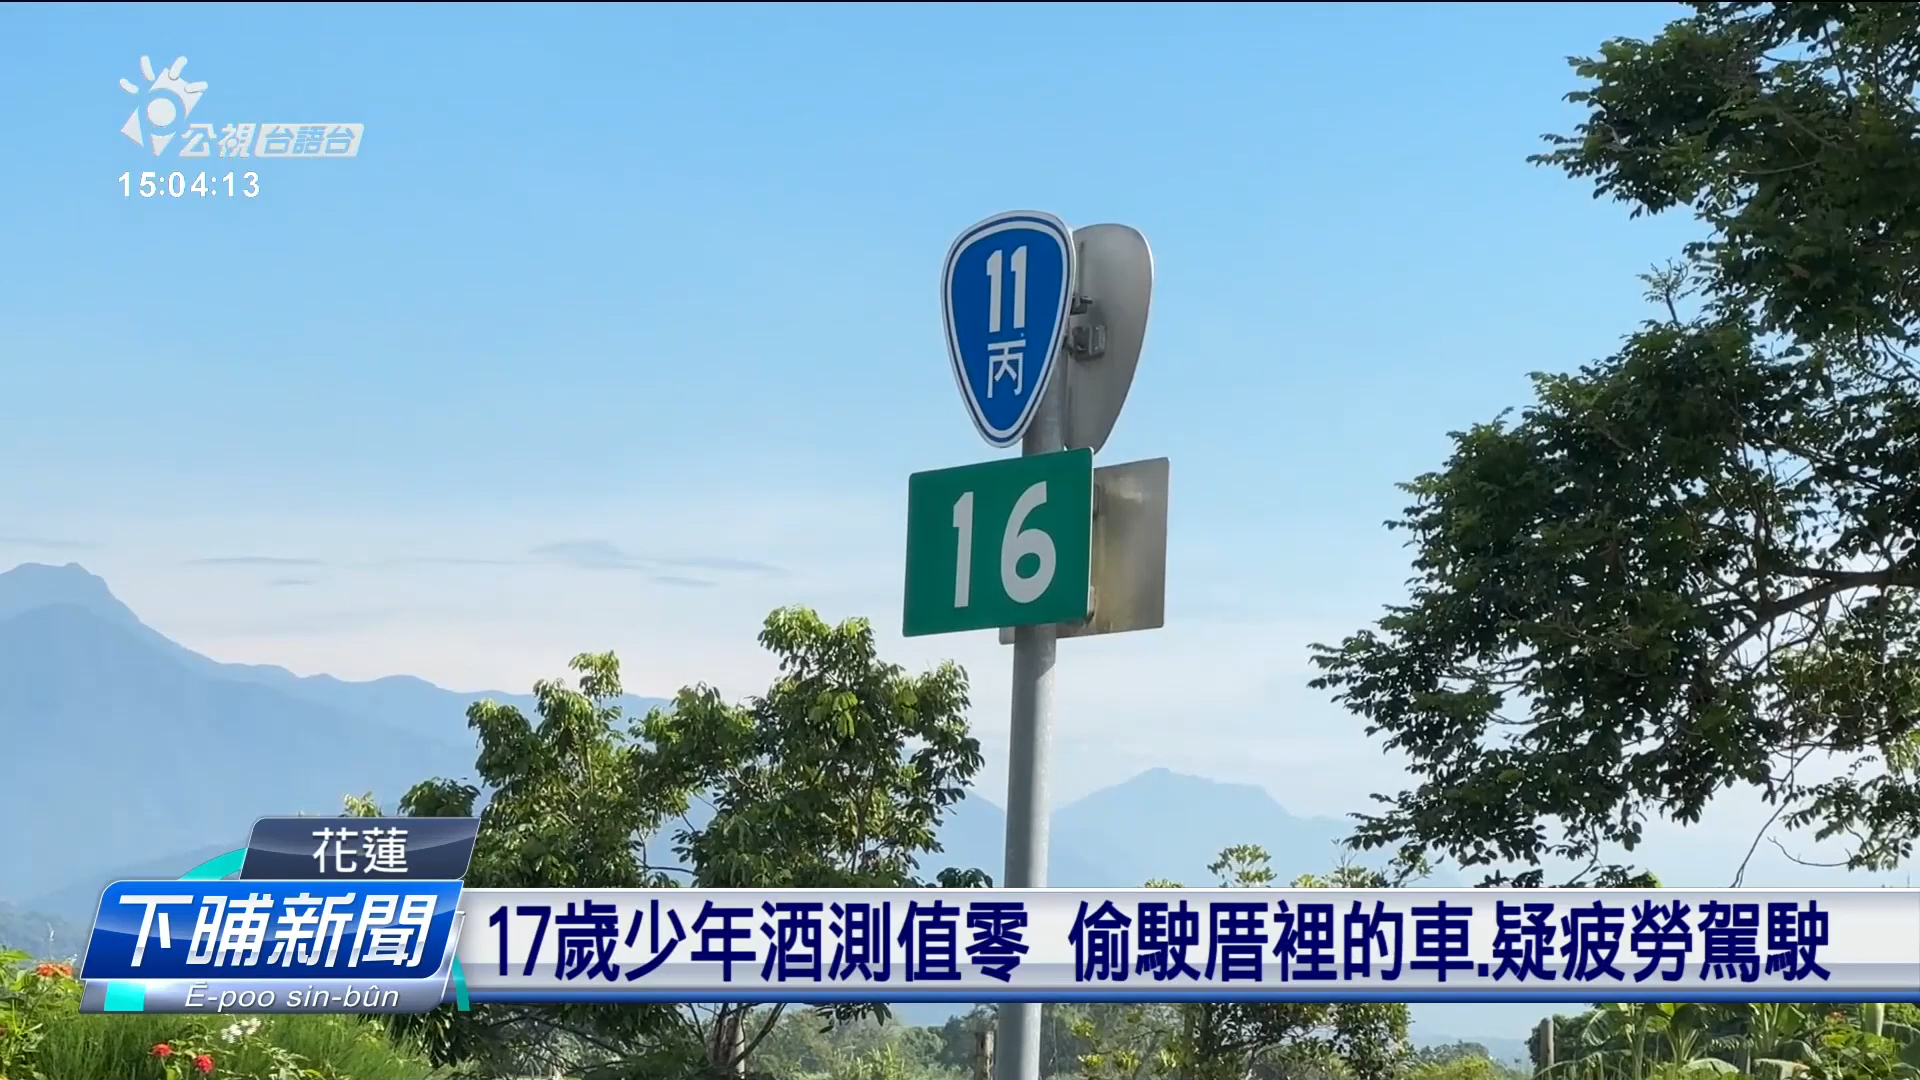 公視台語台
15:04:13
11
丙
16
花蓮
下晡新聞
Ē-poo sin-bûn
17歲少年酒測值零 偷駛厝裡的車.疑疲勞駕駛